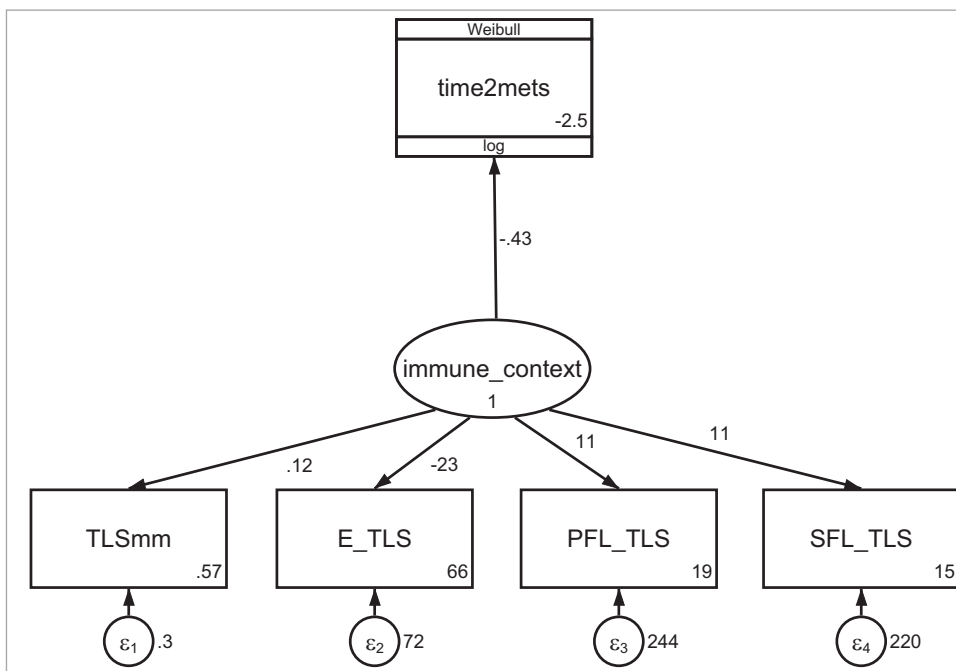 Weibull
time2mets
-2.5
log
-.43
immune_context
1
.12
-23
11
11
TLSmm
.57
E_TLS
66
PFL_TLS
19
SFL_TLS
15
ε1 .3
ε2 72
ε3 244
ε4 220